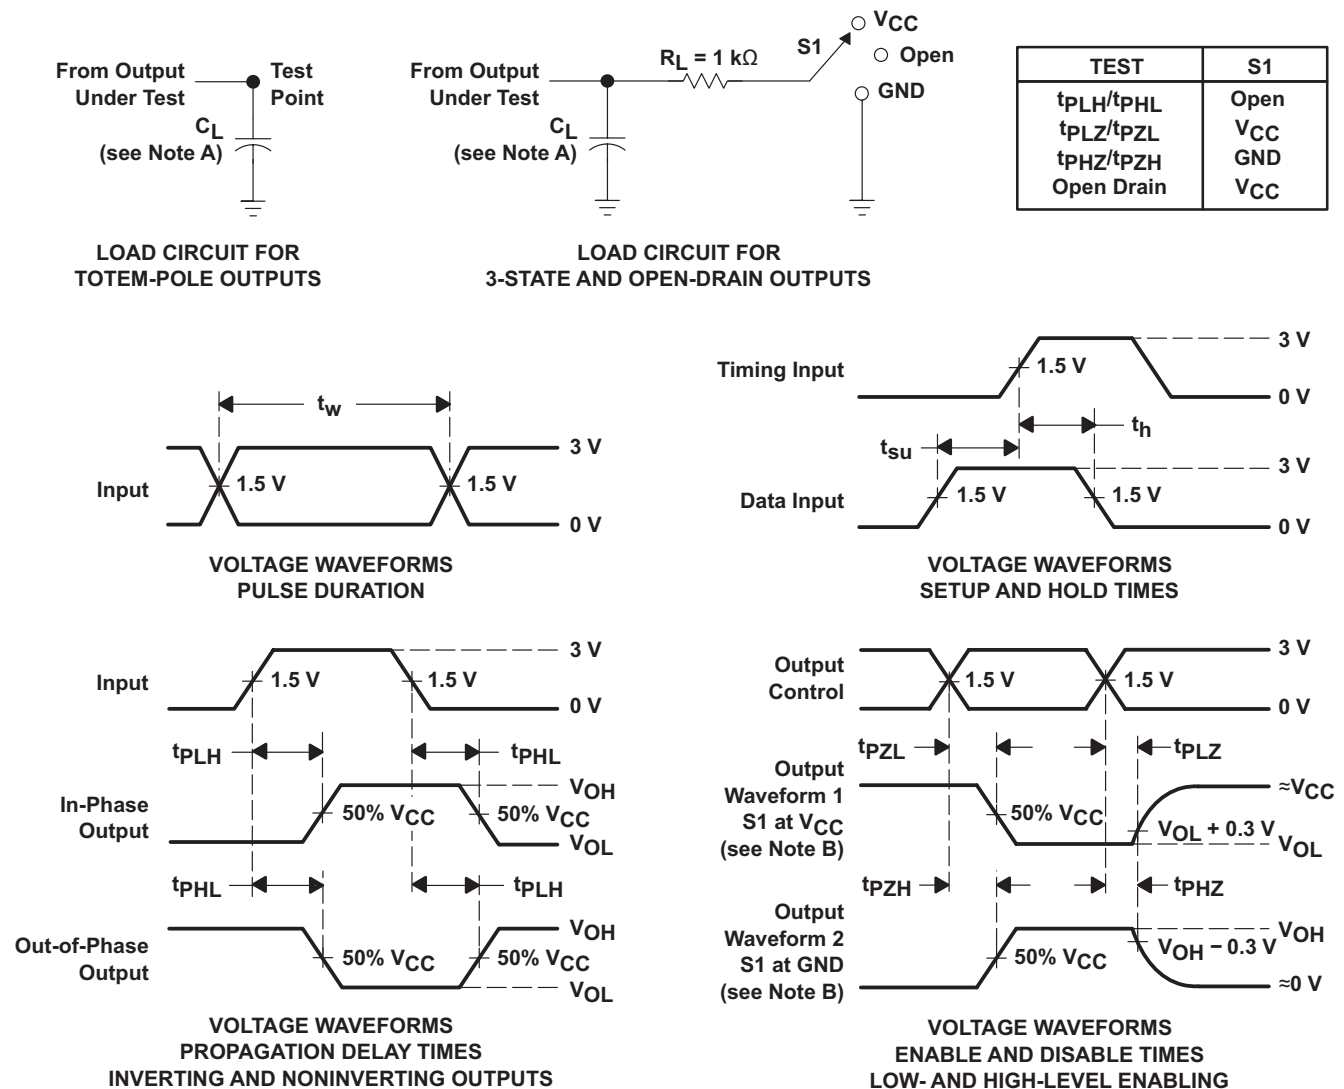 From Output
Under Test
Test
Point
CL
(see Note A)
LOAD CIRCUIT FOR
TOTEM-POLE OUTPUTS
From Output
Under Test
CL
(see Note A)
RL = 1 kΩ
S1
VCC
Open
GND
LOAD CIRCUIT FOR
3-STATE AND OPEN-DRAIN OUTPUTS
TEST S1
tPLH/tPHL Open
tPLZ/tPZL VCC
tPHZ/tPZH GND
Open Drain VCC
tw
Input
1.5 V
1.5 V
3 V
0 V
VOLTAGE WAVEFORMS
PULSE DURATION
Timing Input
1.5 V
3 V
0 V
th
tsu
Data Input
1.5 V
1.5 V
3 V
0 V
VOLTAGE WAVEFORMS
SETUP AND HOLD TIMES
Input
1.5 V
1.5 V
3 V
0 V
tPLH
tPHL
In-Phase
Output
50% VCC
50% VCC
VOH
VOL
tPHL
tPLH
Out-of-Phase
Output
50% VCC
50% VCC
VOH
VOL
VOLTAGE WAVEFORMS
PROPAGATION DELAY TIMES
INVERTING AND NONINVERTING OUTPUTS
Output
Control
1.5 V
1.5 V
3 V
0 V
tPZL
tPLZ
Output
Waveform 1
S1 at VCC
(see Note B)
50% VCC
≈VCC
VOL + 0.3 V
VOL
tPZH
tPHZ
Output
Waveform 2
S1 at GND
(see Note B)
50% VCC
VOH
VOH − 0.3 V
≈0 V
VOLTAGE WAVEFORMS
ENABLE AND DISABLE TIMES
LOW- AND HIGH-LEVEL ENABLING